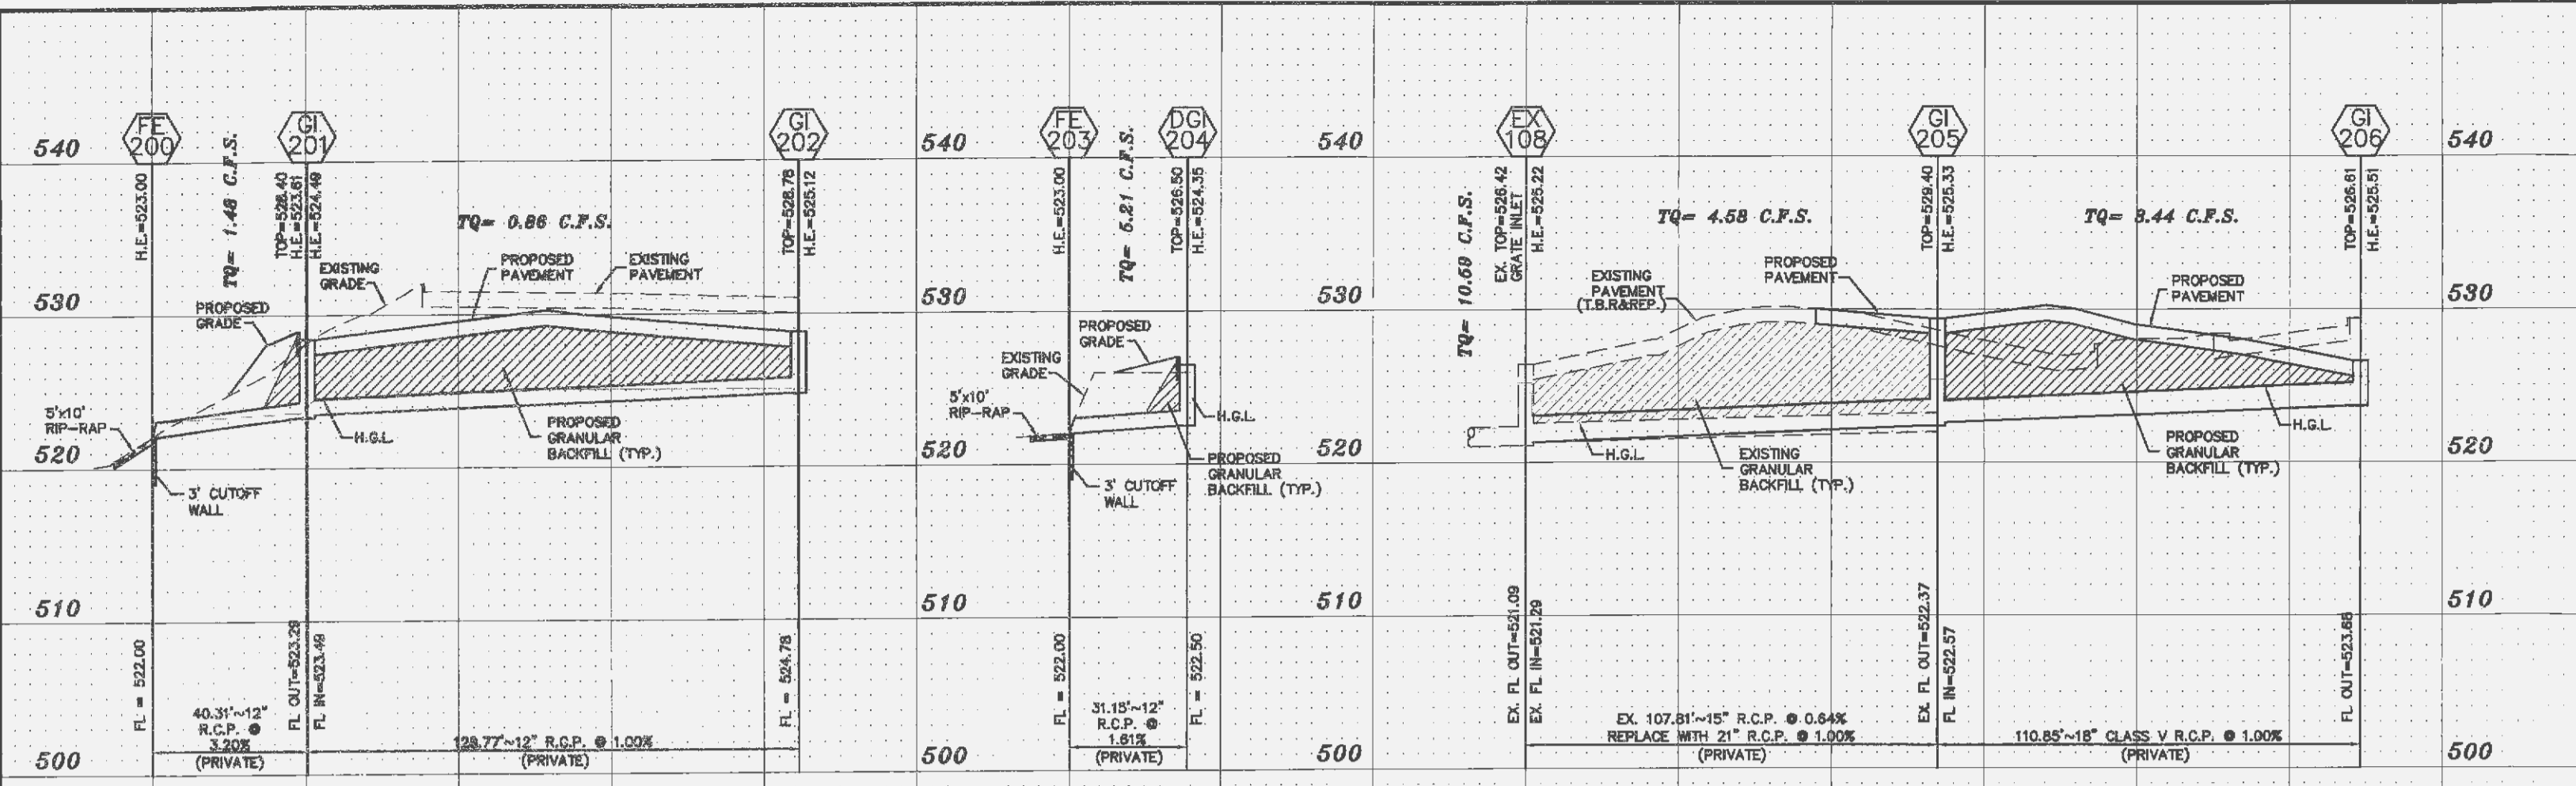 FE
200
GI
201
GI
202
FE
203
DGI
204
EX
108
GI
205
GI
206
540
540
540
540
530
530
530
530
520
520
520
520
510
510
510
510
500
500
500
500
H.E.=523.00
TQ= 1.48 C.F.S.
TOP=528.40
H.E.=523.61
H.E.=524.49
TQ= 0.86 C.F.S.
TOP=528.78
H.E.=525.12
EXISTING
GRADE
PROPOSED
PAVEMENT
EXISTING
PAVEMENT
PROPOSED
GRADE
5'x10'
RIP-RAP
H.G.L.
PROPOSED
GRANULAR
BACKFILL (TYP.)
3' CUTOFF
WALL
FL = 522.00
FL OUT=523.29
FL IN=523.49
FL = 524.78
40.31'~12"
R.C.P. @
3.20%
(PRIVATE)
128.77'~12" R.C.P. @ 1.00%
(PRIVATE)
H.E.=523.00
TQ= 5.21 C.F.S.
TOP=526.50
H.E.=524.35
PROPOSED
GRADE
EXISTING
GRADE
5'x10'
RIP-RAP
H.G.L.
PROPOSED
GRANULAR
BACKFILL (TYP.)
3' CUTOFF
WALL
FL = 522.00
FL = 522.50
31.15'~12"
R.C.P. @
1.61%
(PRIVATE)
TQ= 10.69 C.F.S.
EX. TOP=526.42
GRATE INLET
H.E.=525.22
TQ= 4.58 C.F.S.
TOP=529.40
H.E.=525.33
TQ= 3.44 C.F.S.
TOP=526.61
H.E.=525.51
EXISTING
PAVEMENT
(T.B.R&REP.)
PROPOSED
PAVEMENT
PROPOSED
PAVEMENT
H.G.L.
EXISTING
GRANULAR
BACKFILL (TYP.)
PROPOSED
GRANULAR
BACKFILL (TYP.)
H.G.L.
EX. FL OUT=521.09
EX. FL IN=521.29
EX. FL OUT=522.37
FL IN=522.57
FL OUT=523.68
EX. 107.81'~15" R.C.P. @ 0.64%
REPLACE WITH 21" R.C.P. @ 1.00%
(PRIVATE)
110.85'~18" CLASS V R.C.P. @ 1.00%
(PRIVATE)